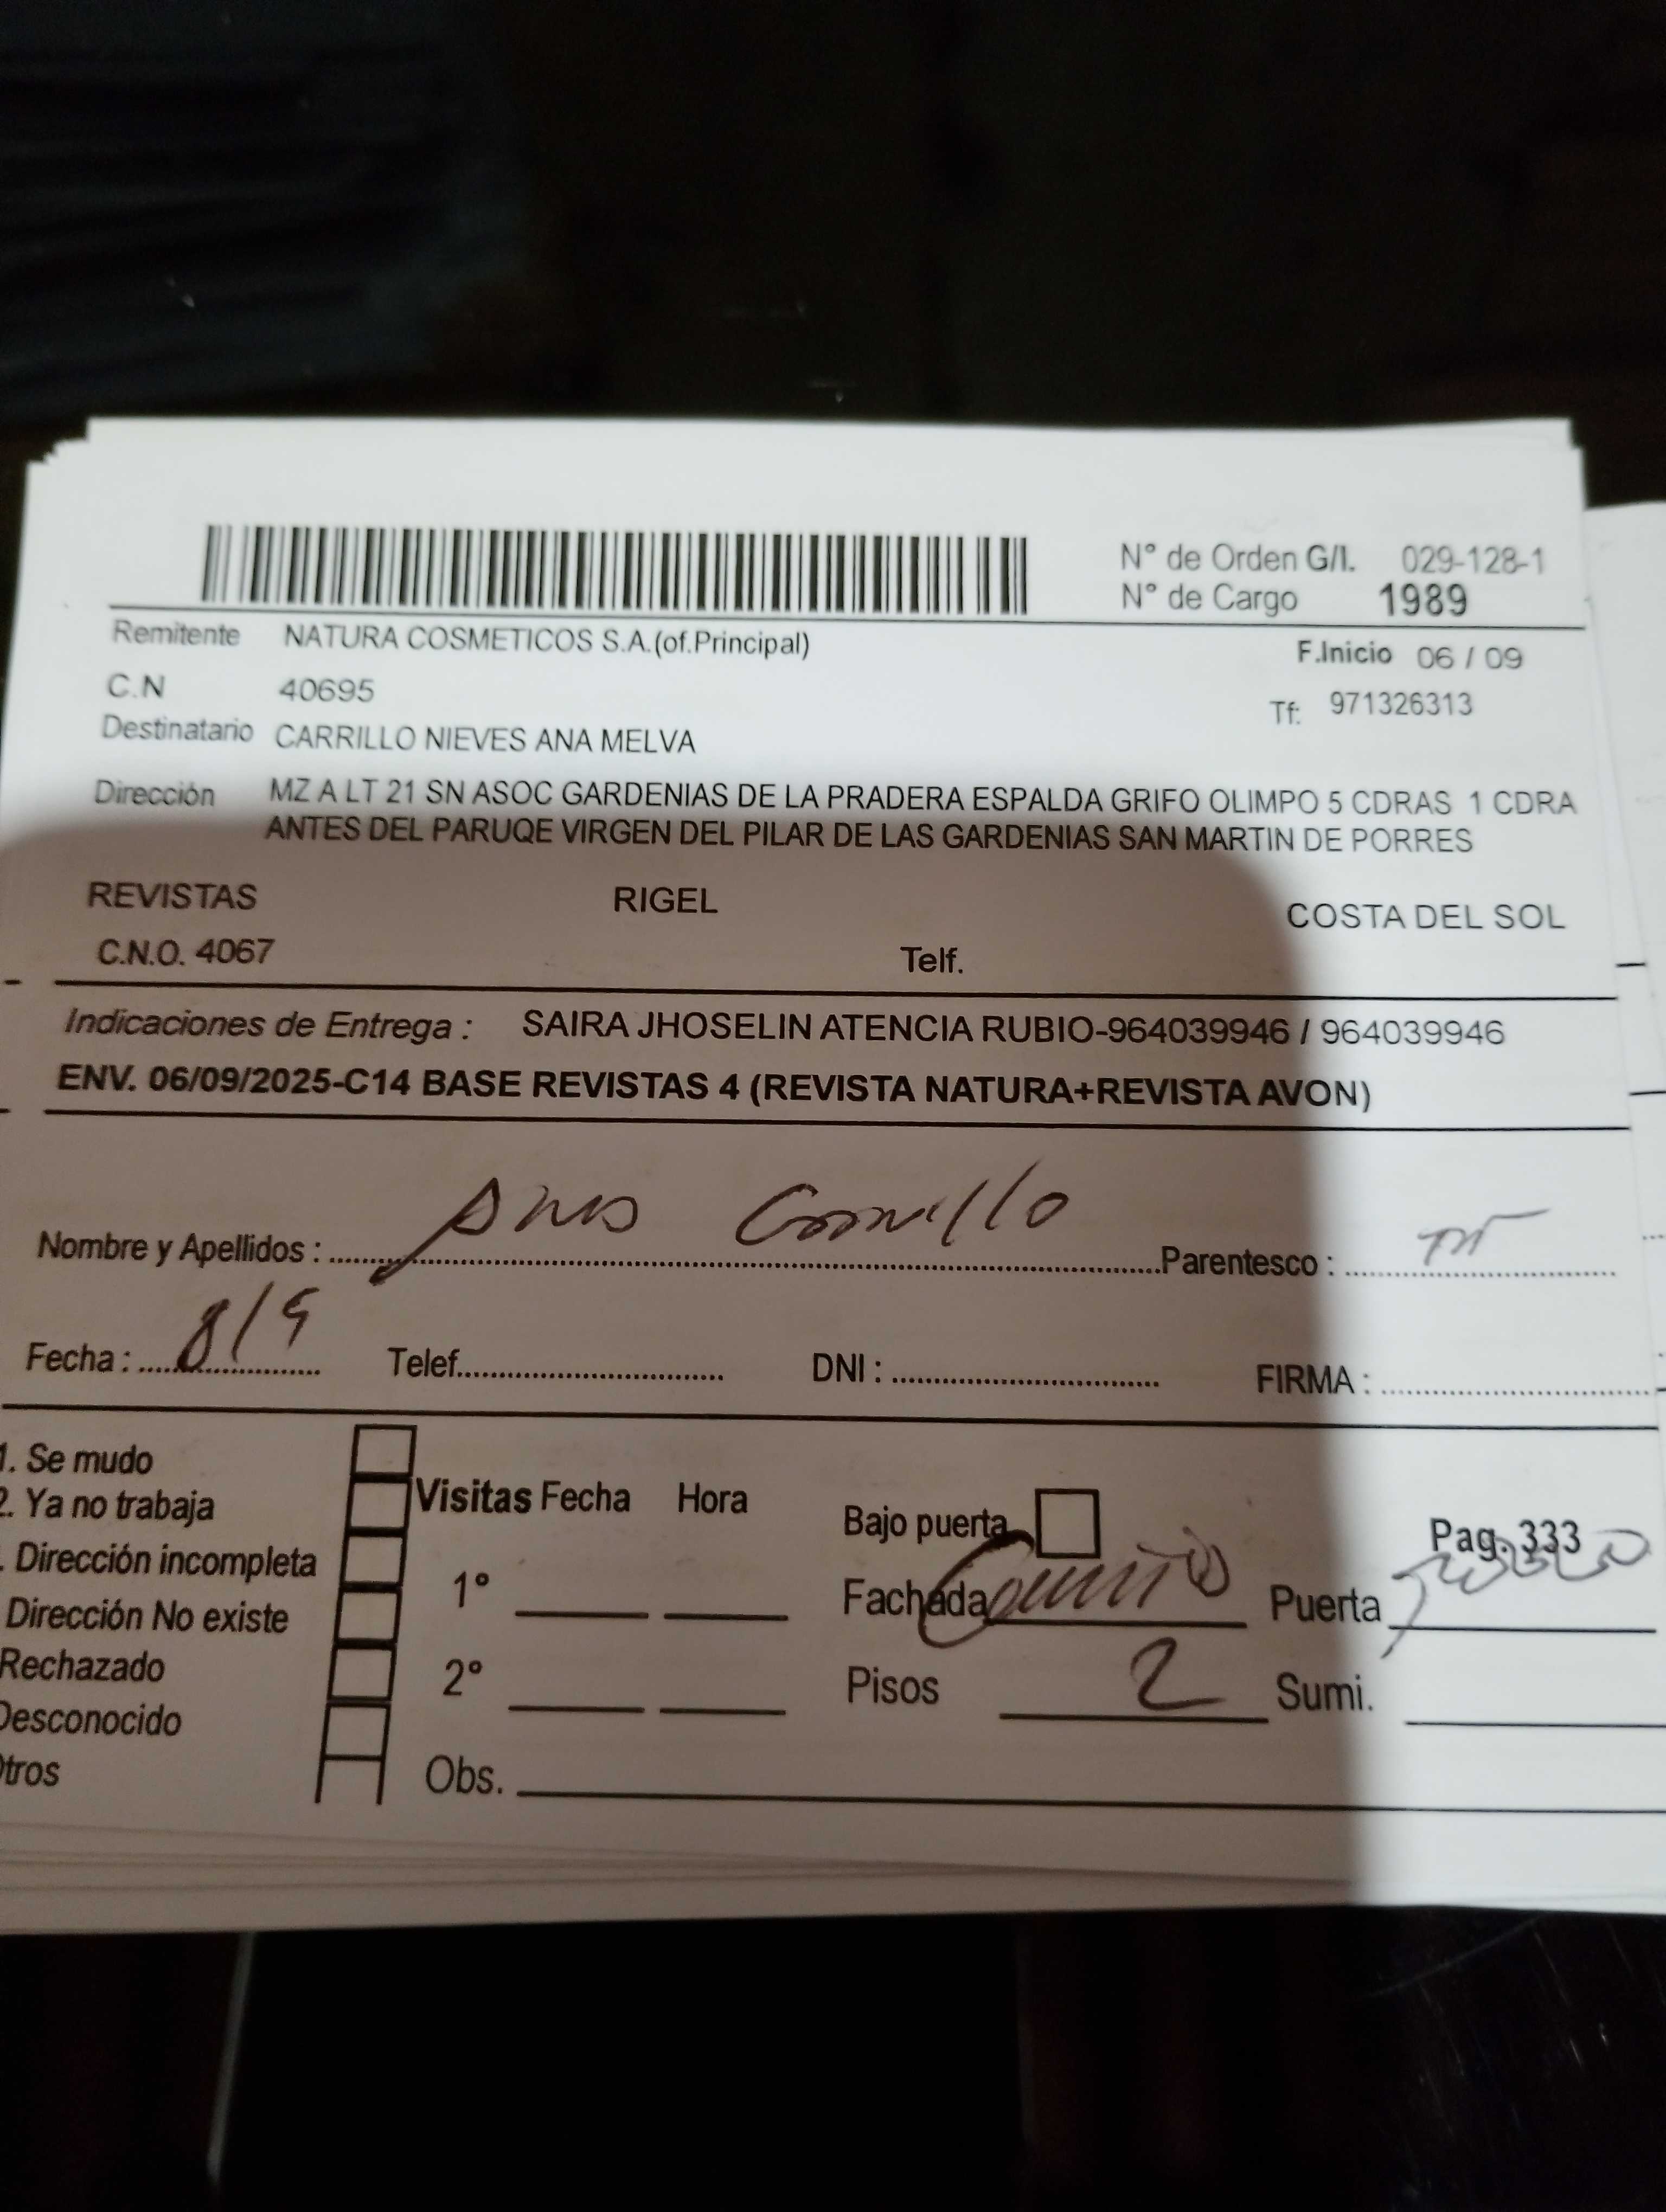 N° de Orden G/I. 029-128-1
N° de Cargo 1989
Remitente NATURA COSMETICOS S.A.(of.Principal)
F.Inicio 06 / 09
C.N 40695
Tf: 971326313
Destinatario CARRILLO NIEVES ANA MELVA
Dirección MZ A LT 21 SN ASOC GARDENIAS DE LA PRADERA ESPALDA GRIFO OLIMPO 5 CDRAS 1 CDRA
ANTES DEL PARUQE VIRGEN DEL PILAR DE LAS GARDENIAS SAN MARTIN DE PORRES
REVISTAS RIGEL COSTA DEL SOL
C.N.O. 4067 Telf.
Indicaciones de Entrega : SAIRA JHOSELIN ATENCIA RUBIO-964039946 / 964039946
ENV. 06/09/2025-C14 BASE REVISTAS 4 (REVISTA NATURA+REVISTA AVON)
Nombre y Apellidos : Ana Carrillo Parentesco :
Fecha : 8/9 Telef. DNI : FIRMA :
1. Se mudo
2. Ya no trabaja
. Dirección incompleta
Dirección No existe
Rechazado
Desconocido
Otros
Visitas Fecha Hora
1°
2°
Obs.
Bajo puerta
Pag. 333
Fachada Puerta
Pisos 2 Sumi.